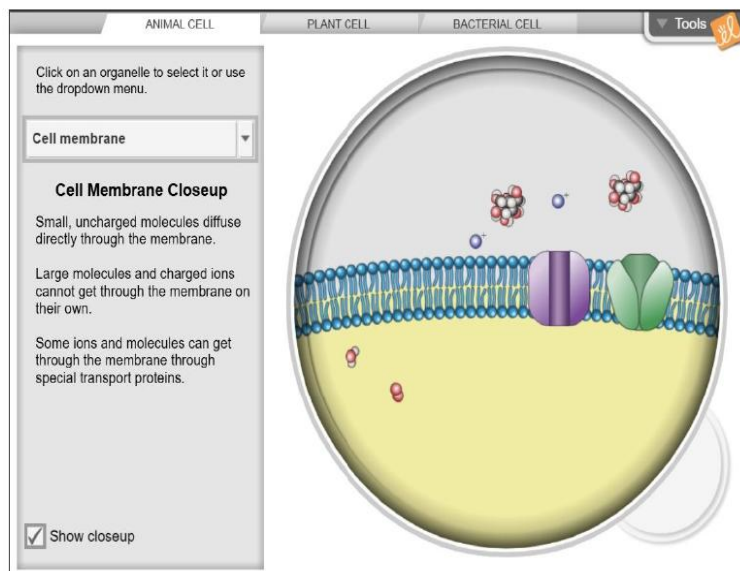 ANIMAL CELL
PLANT CELL
BACTERIAL CELL
Tools
Click on an organelle to select it or use
the dropdown menu.
Cell membrane
Cell Membrane Closeup
Small, uncharged molecules diffuse
directly through the membrane.
Large molecules and charged ions
cannot get through the membrane on
their own.
Some ions and molecules can get
through the membrane through
special transport proteins.
Show closeup
+
+